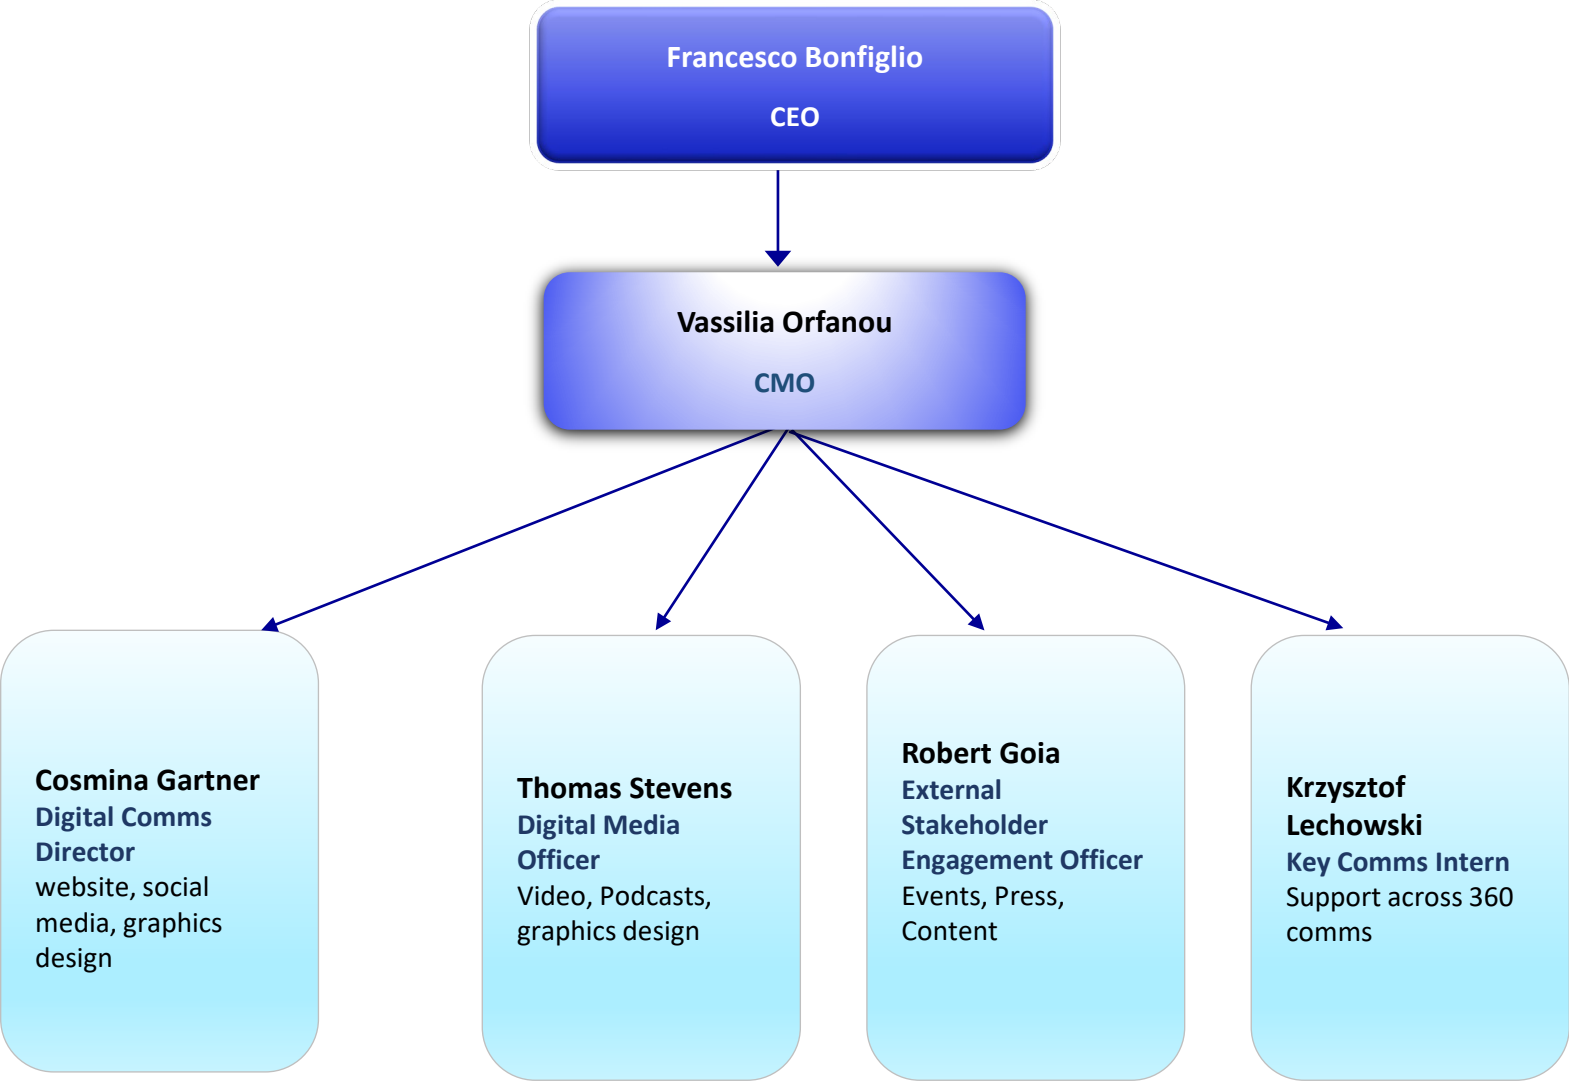 Francesco Bonfiglio
CEO
Vassilia Orfanou
CMO
Cosmina Gartner
Digital Comms
Director
website, social
media, graphics
design
Thomas Stevens
Digital Media
Officer
Video, Podcasts,
graphics design
Robert Goia
External
Stakeholder
Engagement Officer
Events, Press,
Content
Krzysztof
Lechowski
Key Comms Intern
Support across 360
comms